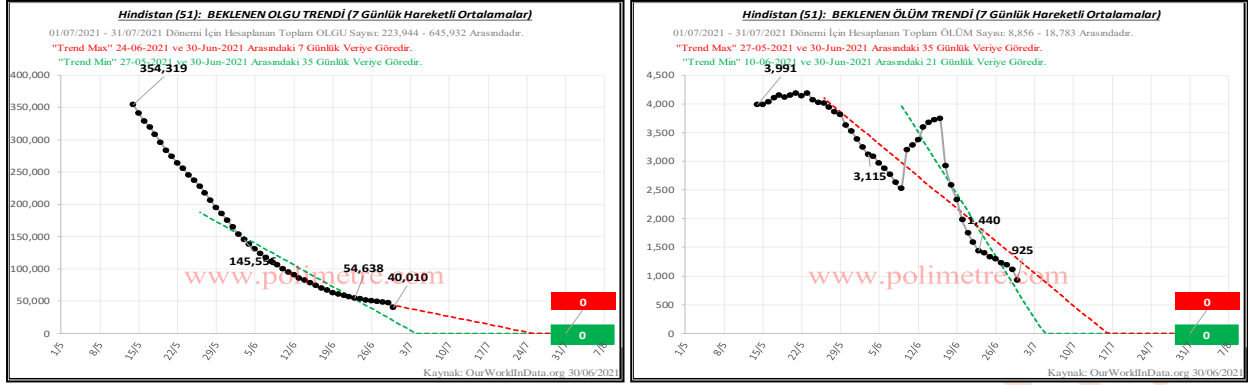 Hindistan (51): BEKLENEN OLGU TRENDİ (7 Günlük Hareketli Ortalamalar)
01/07/2021 - 31/07/2021 Dönemi İçin Hesaplanan Toplam OLGU Sayısı: 223,944 - 645,932 Arasındadır.
"Trend Max" 24-06-2021 ve 30-Jun-2021 Arasındaki 7 Günlük Veriye Göredir.
"Trend Min" 27-05-2021 ve 30-Jun-2021 Arasındaki 35 Günlük Veriye Göredir.
400,000
354,319
350,000
300,000
250,000
200,000
150,000
145,55
100,000
54,638
40,010
www.polimetre.com
50,000
0
0
0
1/5 8/5 15/5 22/5 29/5 5/6 12/6 19/6 26/6 3/7 10/7 17/7 24/7 31/7 7/8
Kaynak: OurWorldInData.org 30/06/2021
Hindistan (51): BEKLENEN ÖLÜM TRENDİ (7 Günlük Hareketli Ortalamalar)
01/07/2021 - 31/07/2021 Dönemi İçin Hesaplanan Toplam ÖLÜM Sayısı: 8,856 - 18,783 Arasındadır.
"Trend Max" 27-05-2021 ve 30-Jun-2021 Arasındaki 35 Günlük Veriye Göredir.
"Trend Min" 10-06-2021 ve 30-Jun-2021 Arasındaki 21 Günlük Veriye Göredir.
4,500
3,991
4,000
3,500
3,000
3,115
2,500
2,000
1,440
1,500
925
1,000
www.polimetre.com
500
0
0
0
1/5 8/5 15/5 22/5 29/5 5/6 12/6 19/6 26/6 3/7 10/7 17/7 24/7 31/7 7/8
Kaynak: OurWorldInData.org 30/06/2021